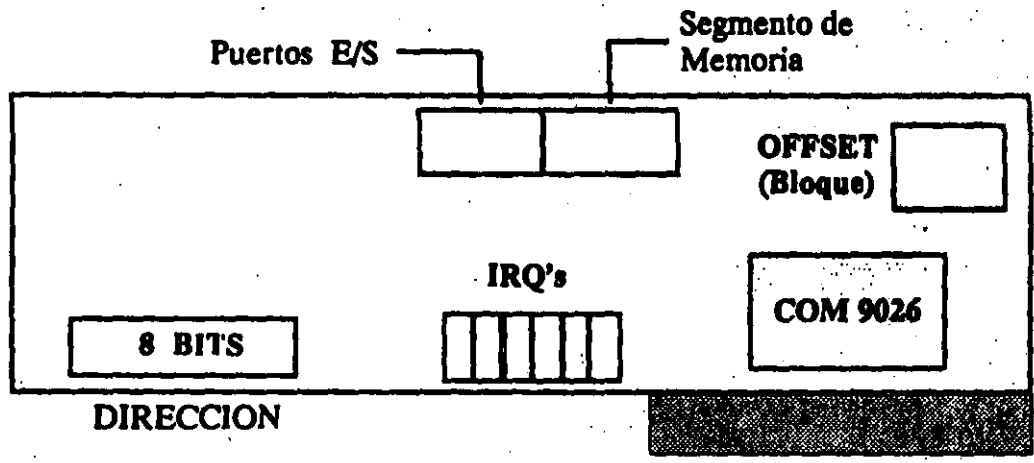 Puertos E/S
Segmento de
Memoria
OFFSET
(Bloque)
IRQ's
COM 9026
8 BITS
DIRECCION